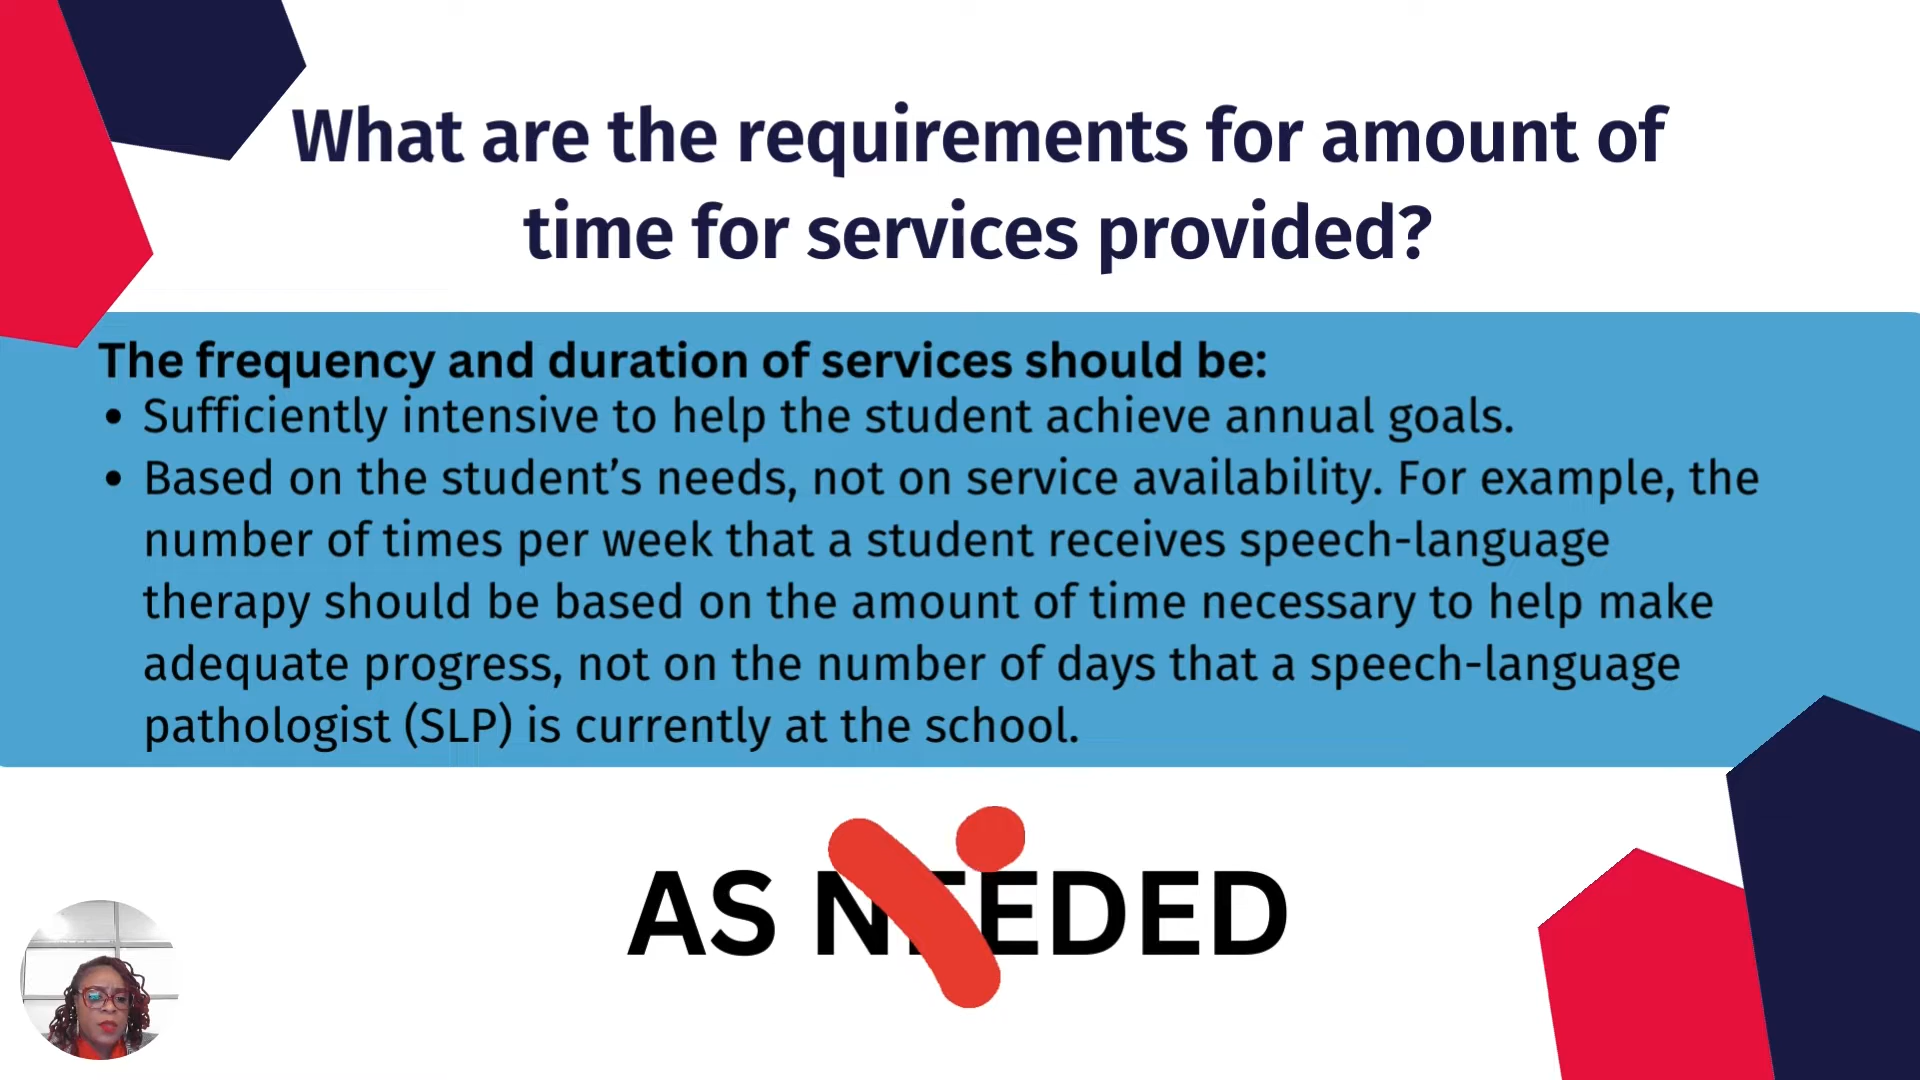 What are the requirements for amount of
time for services provided?
The frequency and duration of services should be:
• Sufficiently intensive to help the student achieve annual goals.
• Based on the student’s needs, not on service availability. For example, the
number of times per week that a student receives speech-language
therapy should be based on the amount of time necessary to help make
adequate progress, not on the number of days that a speech-language
pathologist (SLP) is currently at the school.
AS NEEDED